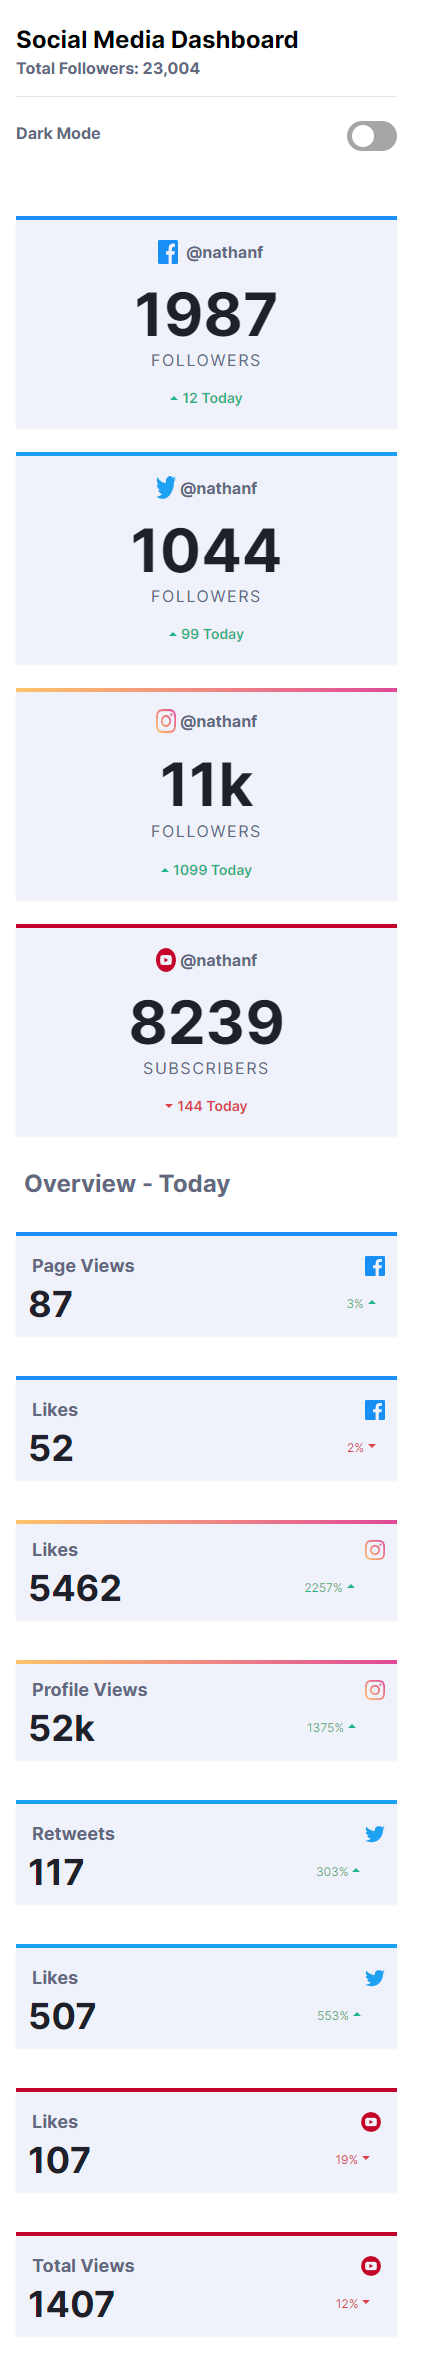 Social Media Dashboard
Total Followers: 23,004
Dark Mode
@nathanf
1987
FOLLOWERS
12 Today
@nathanf
1044
FOLLOWERS
99 Today
@nathanf
11k
FOLLOWERS
1099 Today
@nathanf
8239
SUBSCRIBERS
144 Today
Overview - Today
Page Views
87 3%
Likes
52 2%
Likes
5462 2257%
Profile Views
52k 1375%
Retweets
117 303%
Likes
507 553%
Likes
107 19%
Total Views
1407 12%